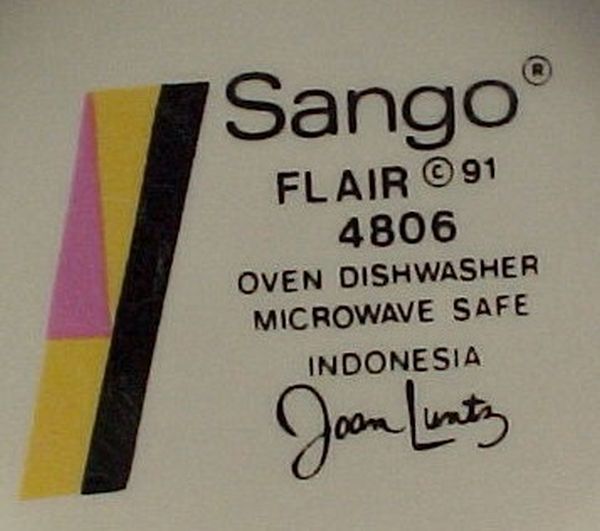 Sango®
FLAIR © 91
4806
OVEN DISHWASHER
MICROWAVE SAFE
INDONESIA
Joan Luntz